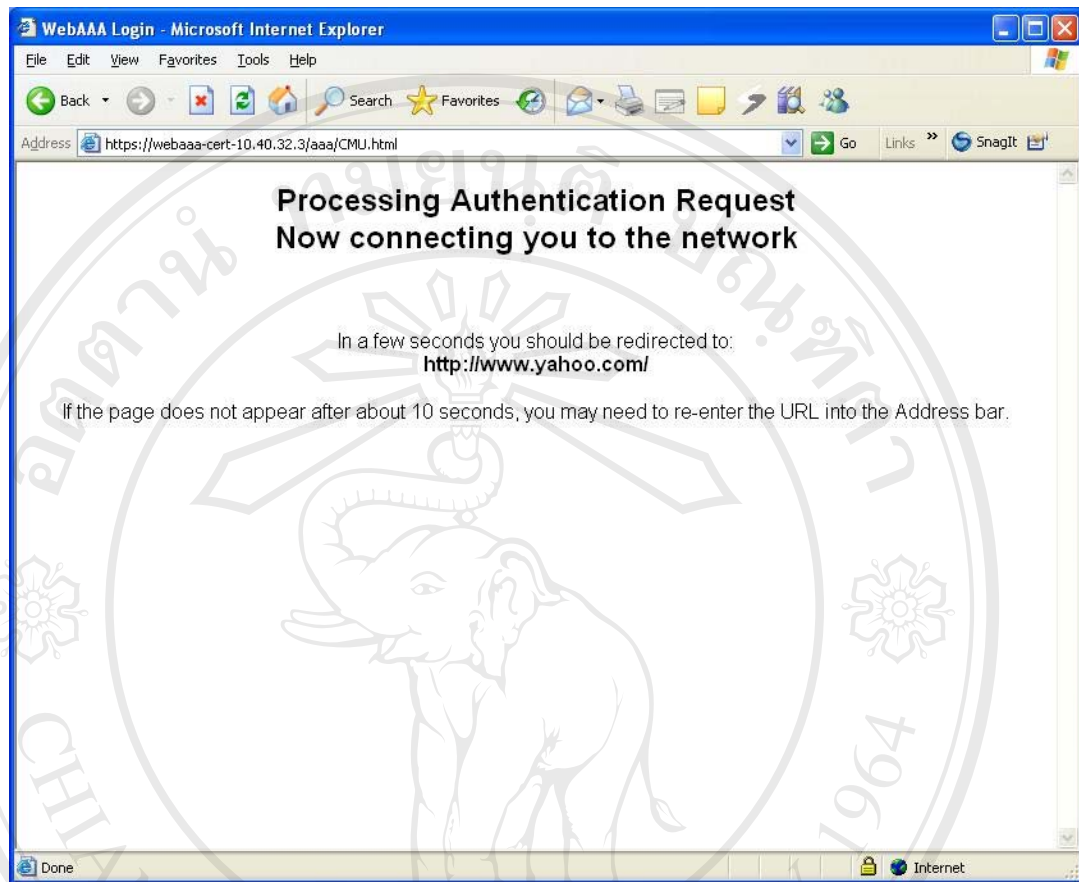 WebAAA Login - Microsoft Internet Explorer
File Edit View Favorites Tools Help
Back Search Favorites
Address https://webaaa-cert-10.40.32.3/aaa/CMU.html Go Links » SnagIt
Processing Authentication Request
Now connecting you to the network
In a few seconds you should be redirected to:
http://www.yahoo.com/
If the page does not appear after about 10 seconds, you may need to re-enter the URL into the Address bar.
1964
Done Internet